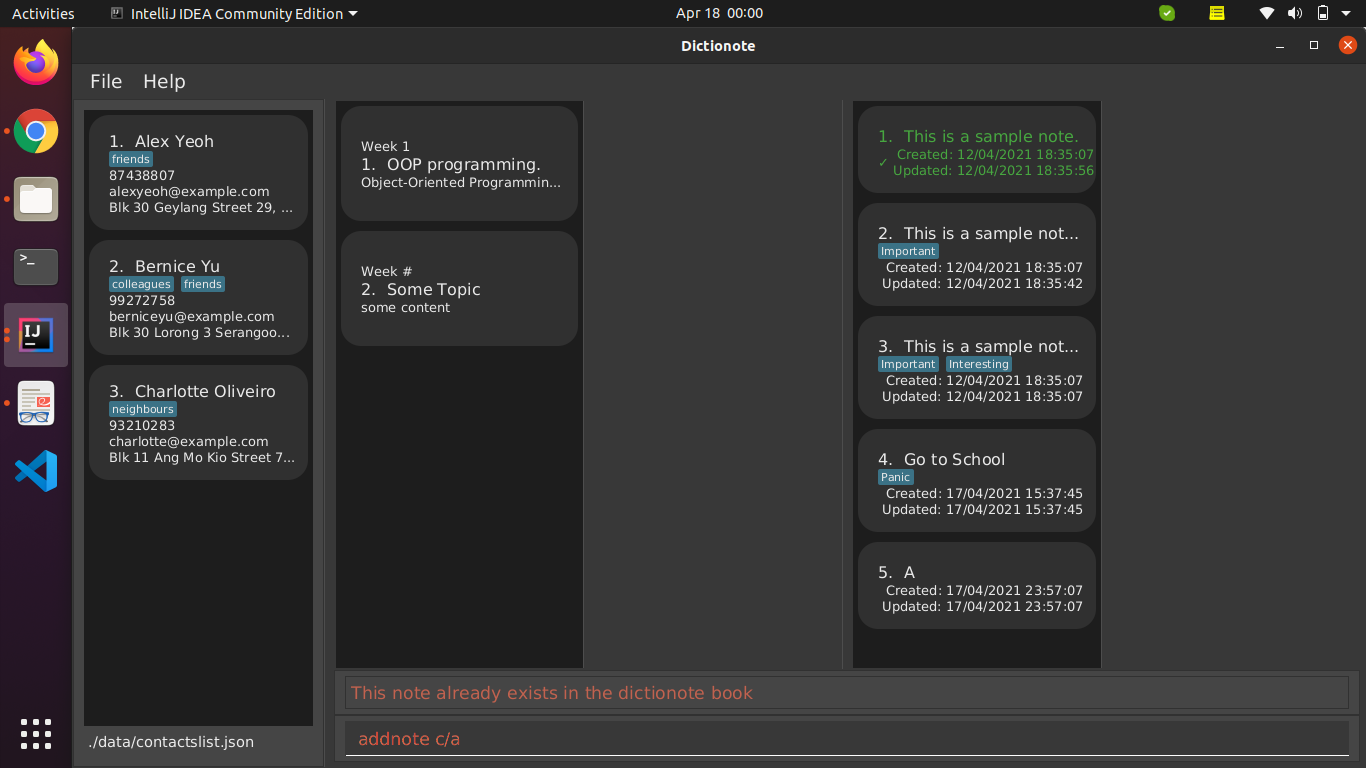 Activities
IntelliJ IDEA Community Edition
Apr 18 00:00
Dictionote
File Help
1. Alex Yeoh
friends
87438807
alexyeoh@example.com
Blk 30 Geylang Street 29, ...
2. Bernice Yu
colleagues friends
99272758
berniceyu@example.com
Blk 30 Lorong 3 Serangoo...
3. Charlotte Oliveiro
neighbours
93210283
charlotte@example.com
Blk 11 Ang Mo Kio Street 7...
./data/contactslist.json
Week 1
1. OOP programming.
Object-Oriented Programmin...
Week #
2. Some Topic
some content
1. This is a sample note.
Created: 12/04/2021 18:35:07
✓ Updated: 12/04/2021 18:35:56
2. This is a sample not...
Important
Created: 12/04/2021 18:35:07
Updated: 12/04/2021 18:35:42
3. This is a sample not...
Important Interesting
Created: 12/04/2021 18:35:07
Updated: 12/04/2021 18:35:07
4. Go to School
Panic
Created: 17/04/2021 15:37:45
Updated: 17/04/2021 15:37:45
5. A
Created: 17/04/2021 23:57:07
Updated: 17/04/2021 23:57:07
This note already exists in the dictionote book
addnote c/a
>_
IJ